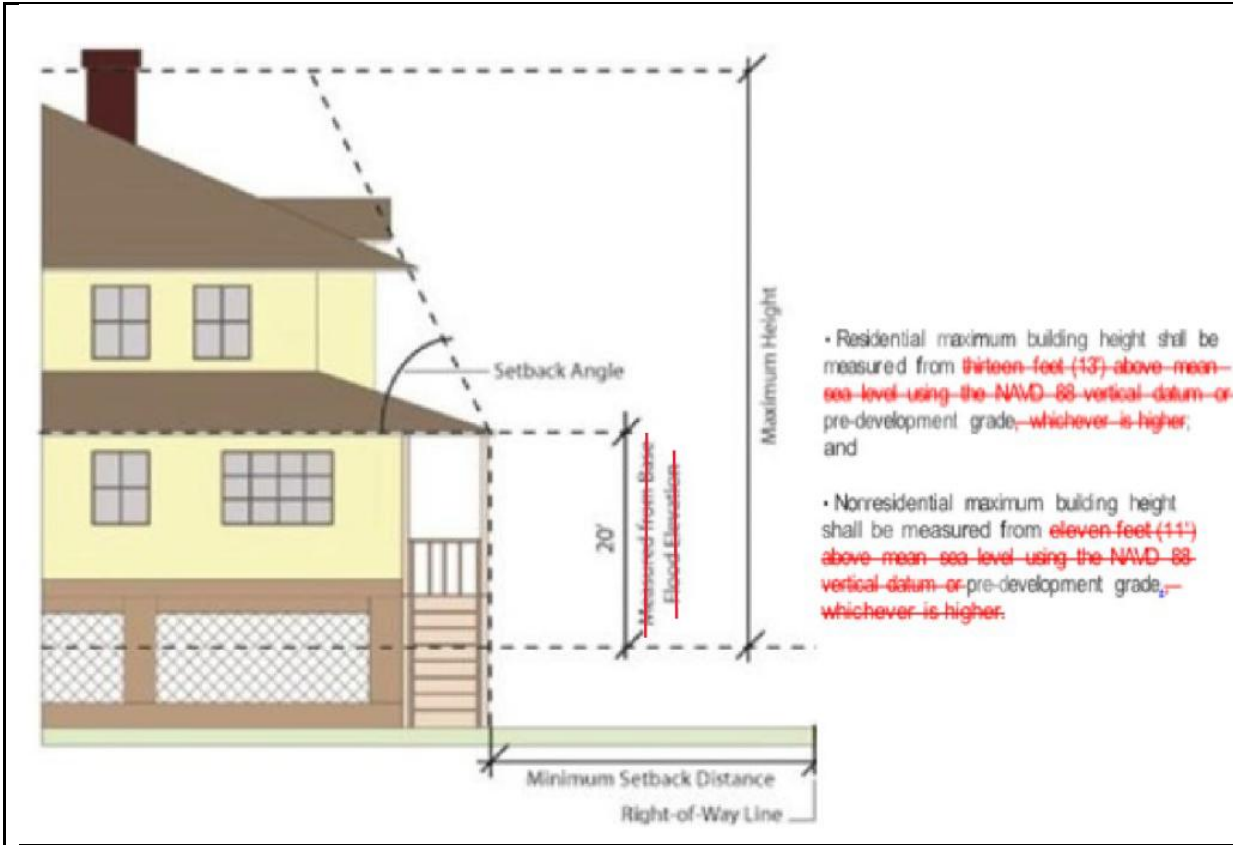 Setback Angle
Maximum Height
20'
Measured from Base
Flood Elevation
• Residential maximum building height shall be
measured from thirteen feet (13') above mean
sea level using the NAVD 88 vertical datum or
pre-development grade, whichever is higher;
and
• Nonresidential maximum building height
shall be measured from eleven feet (11')
above mean sea level using the NAVD 88
vertical datum or pre-development grade.,
whichever is higher.
Minimum Setback Distance
Right-of-Way Line